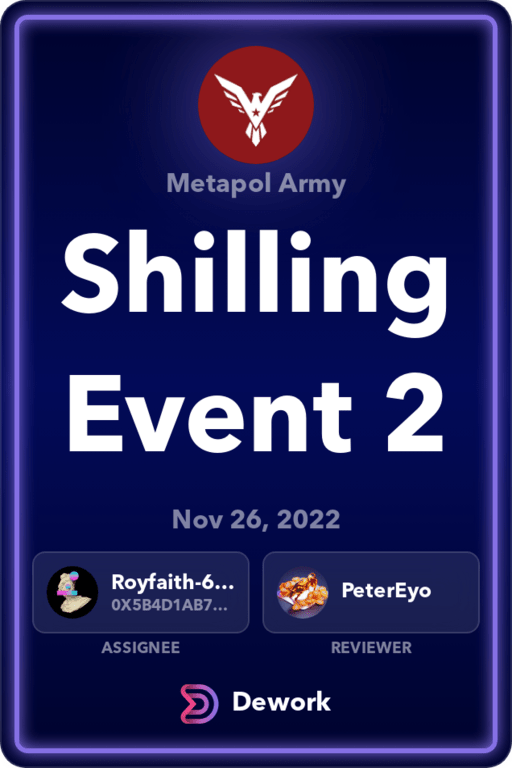 Metapol Army
Shilling
Event 2
Nov 26, 2022
Royfaith-6...
0X5B4D1AB7...
PeterEyo
ASSIGNEE
REVIEWER
Dework